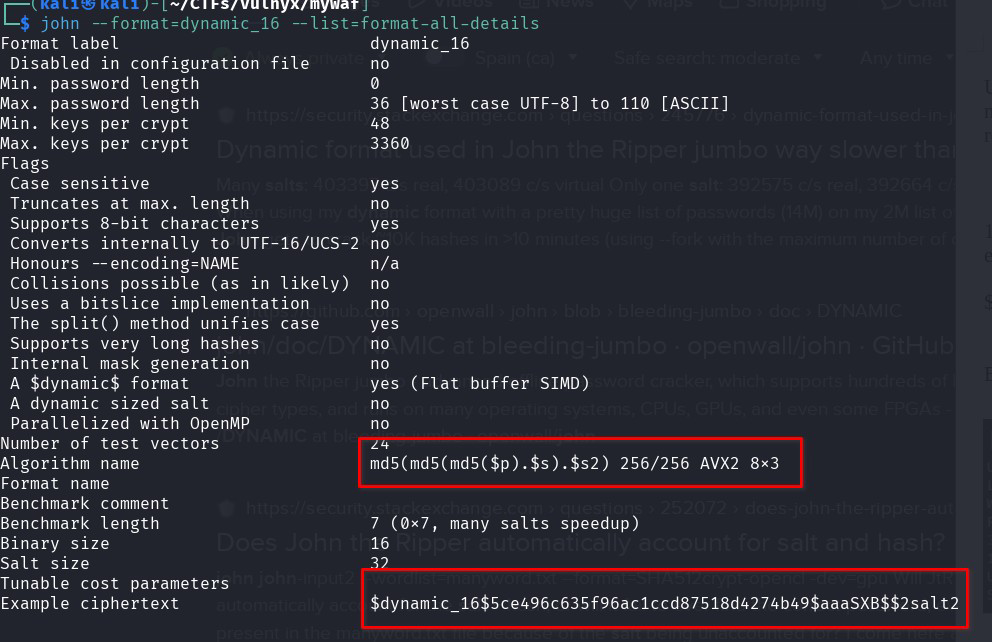 (kali㉿kali)-[~/CTFs/vulnyx/mywaf]
$ john --format=dynamic_16 --list=format-all-details
Format label dynamic_16
Disabled in configuration file no
Min. password length 0
Max. password length 36 [worst case UTF-8] to 110 [ASCII]
Min. keys per crypt 48
Max. keys per crypt 3360
Flags
Case sensitive yes
Truncates at max. length no
Supports 8-bit characters yes
Converts internally to UTF-16/UCS-2 no
Honours --encoding=NAME n/a
Collisions possible (as in likely) no
Uses a bitslice implementation no
The split() method unifies case yes
Supports very long hashes no
Internal mask generation no
A $dynamic$ format yes (Flat buffer SIMD)
A dynamic sized salt no
Parallelized with OpenMP no
Number of test vectors 24
Algorithm name md5(md5(md5($p).$s).$s2) 256/256 AVX2 8×3
Format name
Benchmark comment
Benchmark length 7 (0×7, many salts speedup)
Binary size 16
Salt size 32
Tunable cost parameters
Example ciphertext $dynamic_16$5ce496c635f96ac1ccd87518d4274b49$aaaSXB$$2salt2